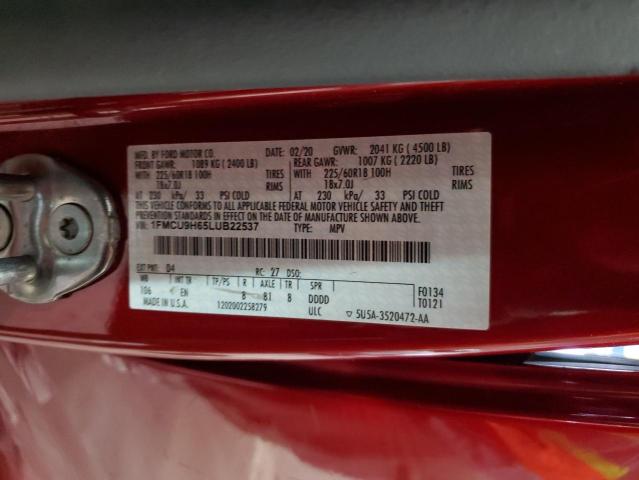 MFD. BY FORD MOTOR CO. DATE: 02/20 GVWR: 2041 KG ( 4500 LB)
FRONT GAWR: 1089 KG ( 2400 LB) REAR GAWR: 1007 KG ( 2220 LB)
WITH 225/60R18 100H TIRES WITH 225/60R18 100H TIRES
18x7.0J RIMS 18x7.0J RIMS
AT 230 kPa/ 33 PSI COLD AT 230 kPa/ 33 PSI COLD
THIS VEHICLE CONFORMS TO ALL APPLICABLE FEDERAL MOTOR VEHICLE SAFETY AND
THEFT PREVENTION STANDARDS IN EFFECT ON THE DATE OF MANUFACTURE SHOWN ABOVE.
VIN: 1FMCU9H65LUB22537 TYPE: MPV
EXT PNT: D4 RC: 27 DSO:
WB TP/PS R AXLE TR SPR
106 EN B B1 8 DDDD F0134
MADE IN U.S.A. 1202002258279 ULC T0121
▽ 5U5A-3520472-AA